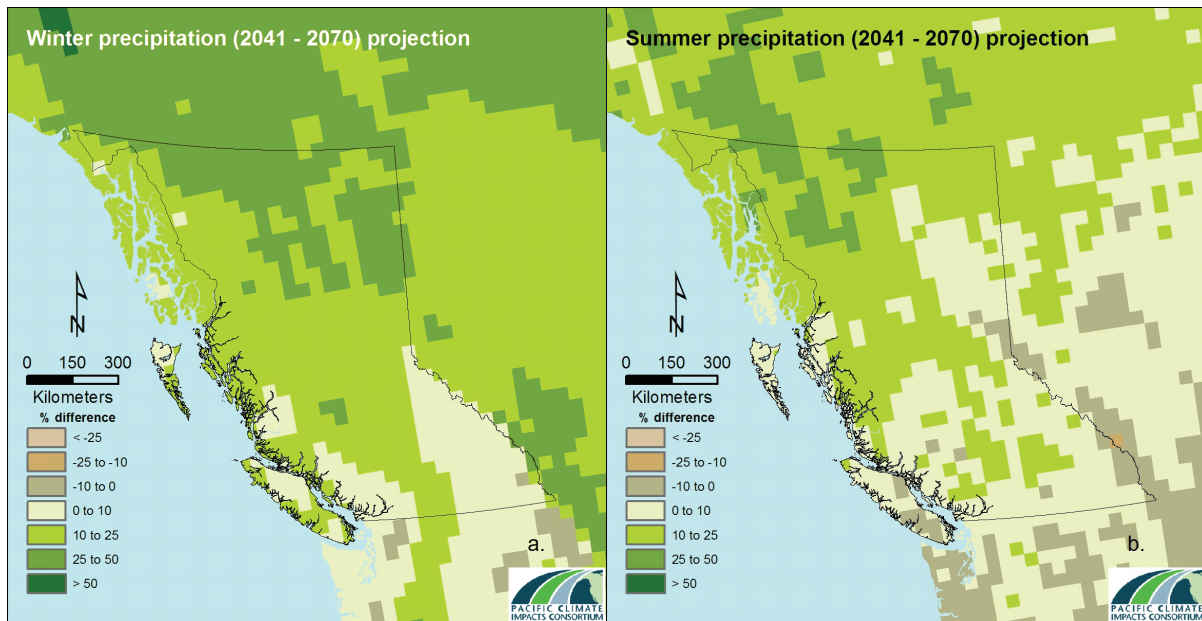 Winter precipitation (2041 - 2070) projection
N
0 150 300
Kilometers
% difference
< -25
-25 to -10
-10 to 0
0 to 10
10 to 25
25 to 50
> 50
a.
PACIFIC CLIMATE
IMPACTS CONSORTIUM
Summer precipitation (2041 - 2070) projection
N
0 150 300
Kilometers
% difference
< -25
-25 to -10
-10 to 0
0 to 10
10 to 25
25 to 50
> 50
b.
PACIFIC CLIMATE
IMPACTS CONSORTIUM